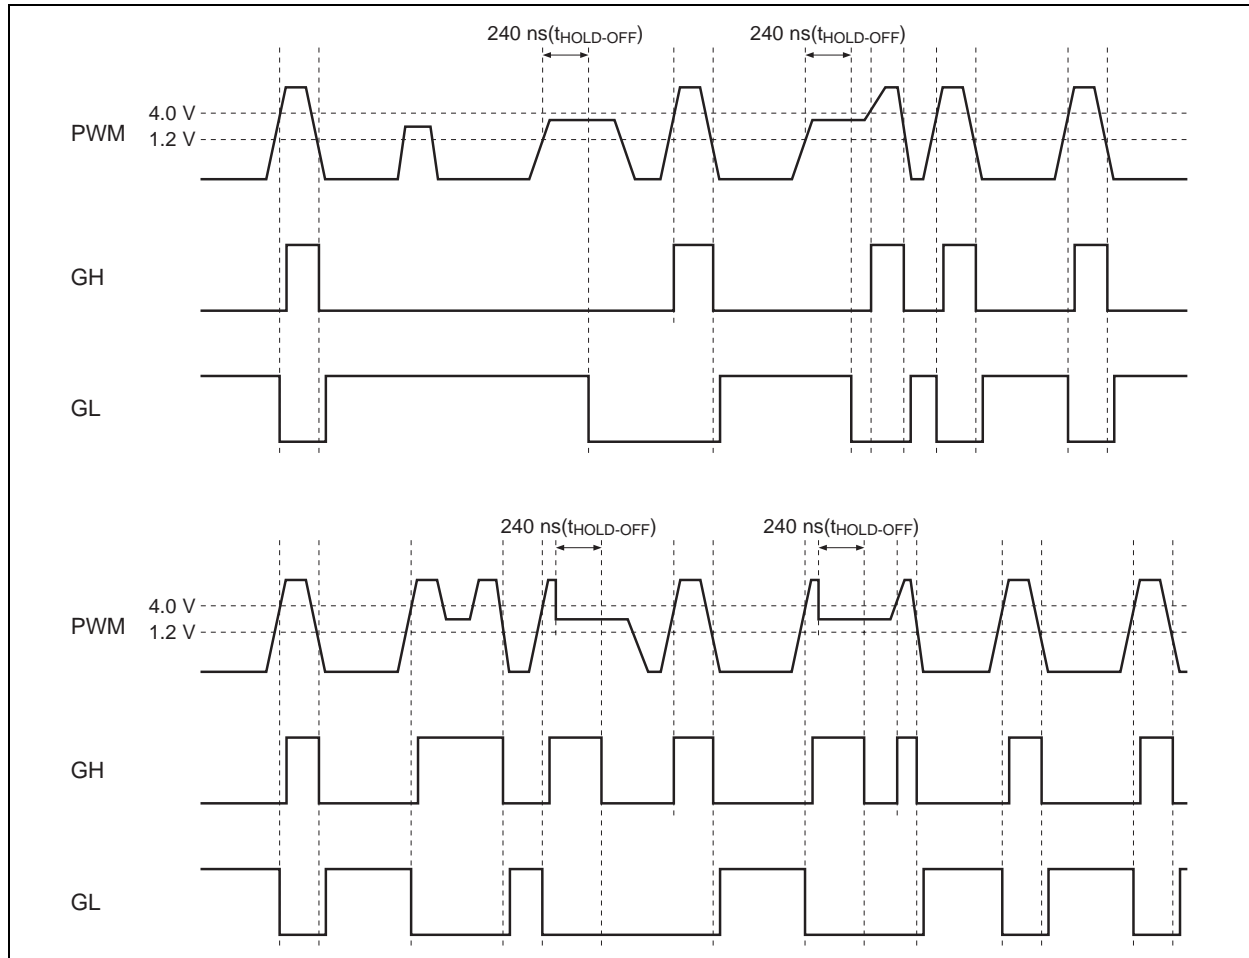 240 ns(tHOLD-OFF) 240 ns(tHOLD-OFF)
4.0 V
PWM
1.2 V
GH
GL
240 ns(tHOLD-OFF) 240 ns(tHOLD-OFF)
4.0 V
PWM
1.2 V
GH
GL